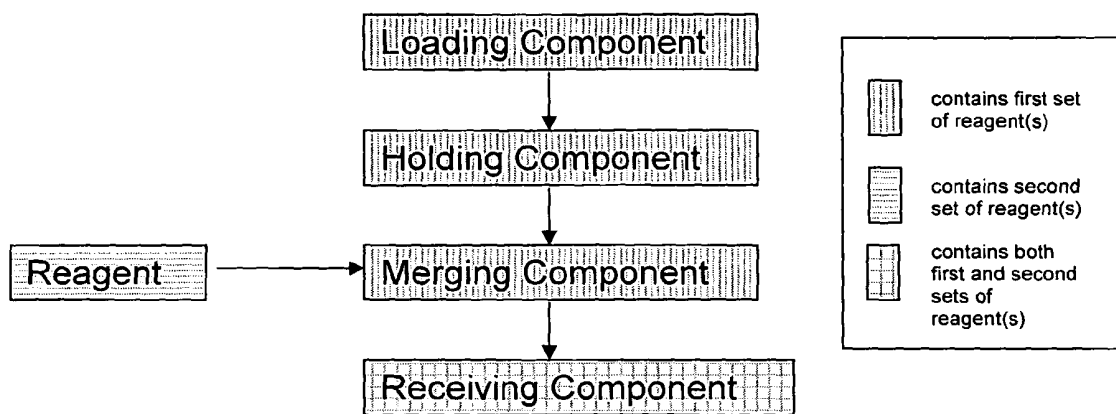 Loading Component
Holding Component
Reagent
Merging Component
Receiving Component
contains first set
of reagent(s)
contains second
set of reagent(s)
contains both
first and second
sets of
reagent(s)